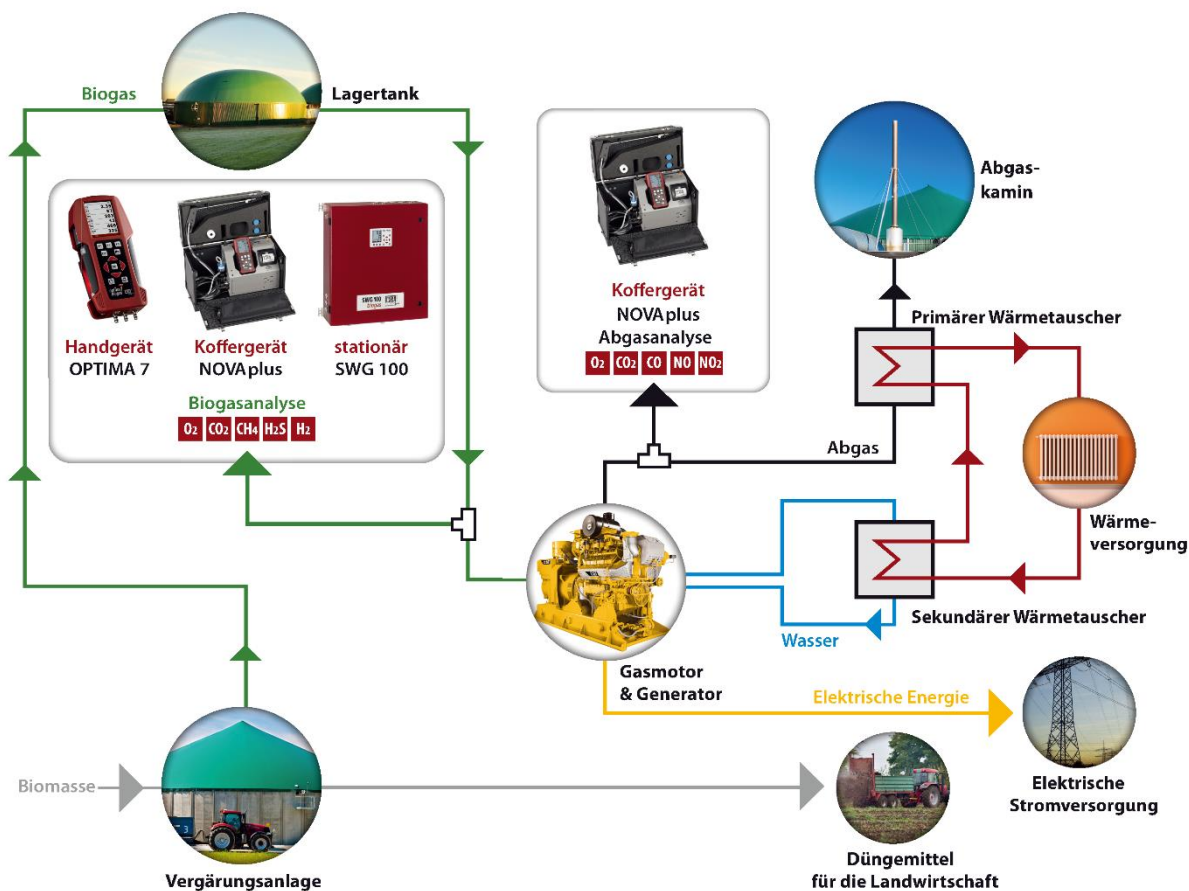 Biogas
Lagertank
Handgerät
OPTIMA 7
Koffergerät
NOVAplus
stationär
SWG 100
SWG 100
Biogasanalyse
O2 CO2 CH4 H2S H2
Koffergerät
NOVAplus
Abgasanalyse
O2 CO2 CO NO NO2
Abgas-
kamin
Primärer Wärmetauscher
Abgas
Wärme-
versorgung
Sekundärer Wärmetauscher
Wasser
Gasmotor
& Generator
Elektrische Energie
Elektrische
Stromversorgung
Biomasse
Vergärungsanlage
Düngemittel
für die Landwirtschaft